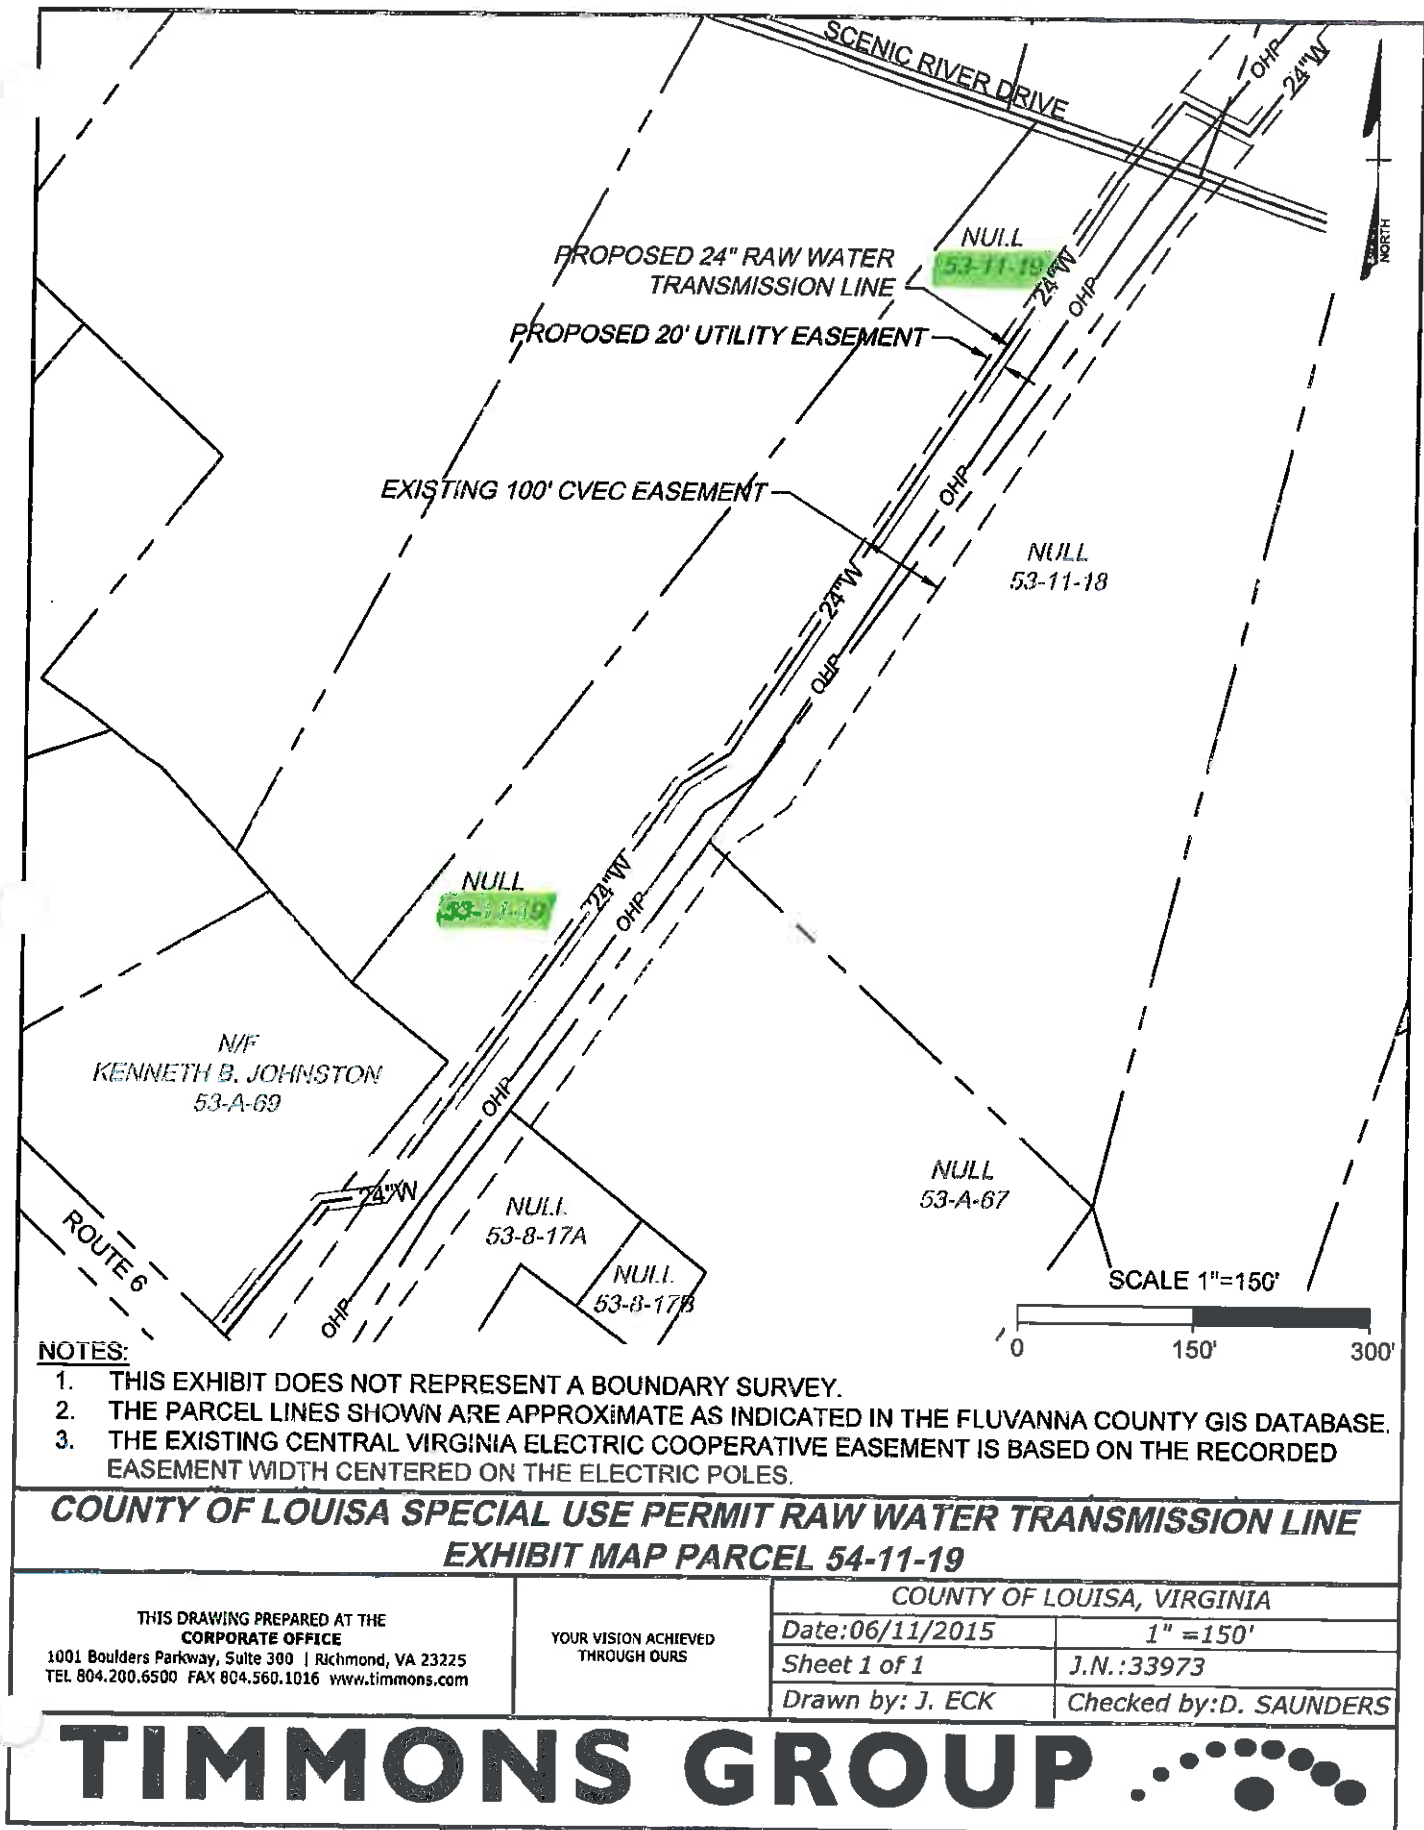 SCENIC RIVER DRIVE
OHP
24"W
NORTH
NULL
53-11-19
PROPOSED 24" RAW WATER
TRANSMISSION LINE
24"W
OHP
PROPOSED 20' UTILITY EASEMENT
EXISTING 100' CVEC EASEMENT
OHP
NULL
53-11-18
24"W
OHP
NULL
53-11-19
24"W
OHP
N/F
KENNETH B. JOHNSTON
53-A-69
OHP
24"W
NULL
53-A-67
NULL
53-8-17A
ROUTE 6
NULL
53-8-17B
OHP
SCALE 1"=150'
0 150' 300'
NOTES:
1. THIS EXHIBIT DOES NOT REPRESENT A BOUNDARY SURVEY.
2. THE PARCEL LINES SHOWN ARE APPROXIMATE AS INDICATED IN THE FLUVANNA COUNTY GIS DATABASE.
3. THE EXISTING CENTRAL VIRGINIA ELECTRIC COOPERATIVE EASEMENT IS BASED ON THE RECORDED
EASEMENT WIDTH CENTERED ON THE ELECTRIC POLES.
COUNTY OF LOUISA SPECIAL USE PERMIT RAW WATER TRANSMISSION LINE
EXHIBIT MAP PARCEL 54-11-19
THIS DRAWING PREPARED AT THE
CORPORATE OFFICE
1001 Boulders Parkway, Suite 300 | Richmond, VA 23225
TEL 804.200.6500 FAX 804.560.1016 www.timmons.com
YOUR VISION ACHIEVED
THROUGH OURS
COUNTY OF LOUISA, VIRGINIA
Date:06/11/2015 1" =150'
Sheet 1 of 1 J.N.:33973
Drawn by: J. ECK Checked by:D. SAUNDERS
TIMMONS GROUP